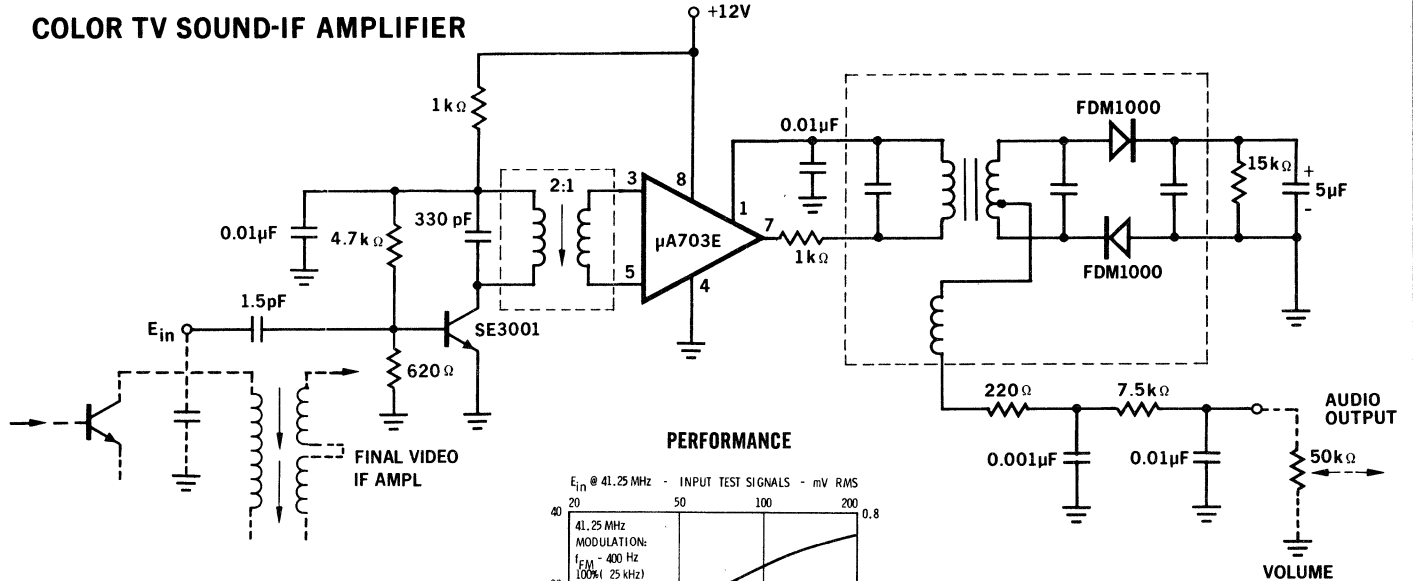 COLOR TV SOUND-IF AMPLIFIER
+12V
1kΩ
0.01µF
4.7kΩ
330 pF
2:1
3
8
1
5
µA703E
7
4
1kΩ
0.01µF
FDM1000
FDM1000
15kΩ
+
5µF
-
1.5pF
Ein
SE3001
620Ω
FINAL VIDEO
IF AMPL
220Ω
7.5kΩ
0.001µF
0.01µF
AUDIO
OUTPUT
50kΩ
VOLUME
PERFORMANCE
Ein @ 41.25 MHz - INPUT TEST SIGNALS - mV RMS
20 50 100 200
40 0.8
41.25 MHz
MODULATION:
fFM - 400 Hz
100%( 25 kHz)